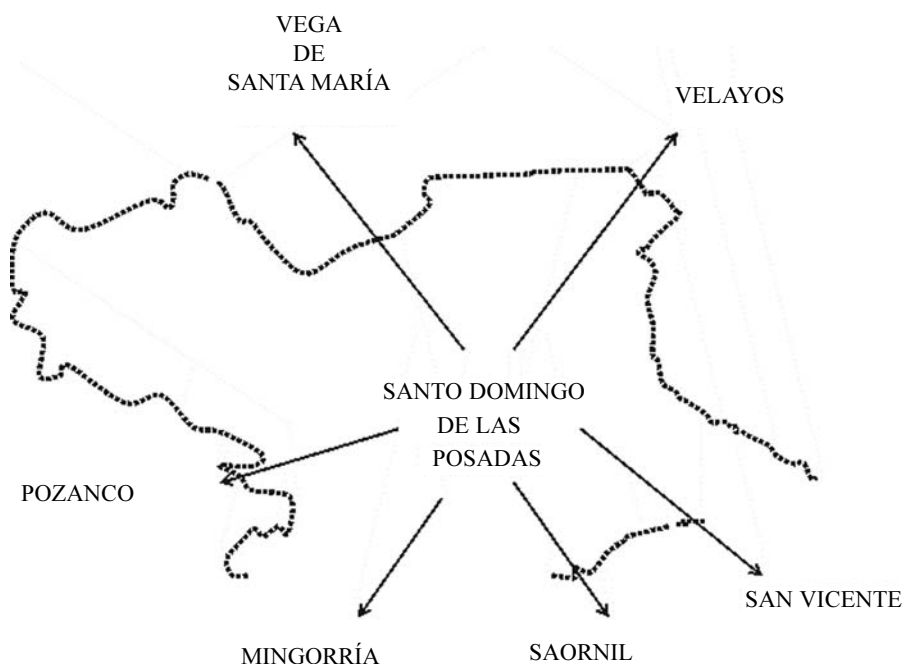 VEGA
DE
SANTA MARÍA
VELAYOS
SANTO DOMINGO
DE LAS
POSADAS
POZANCO
SAN VICENTE
MINGORRÍA
SAORNIL